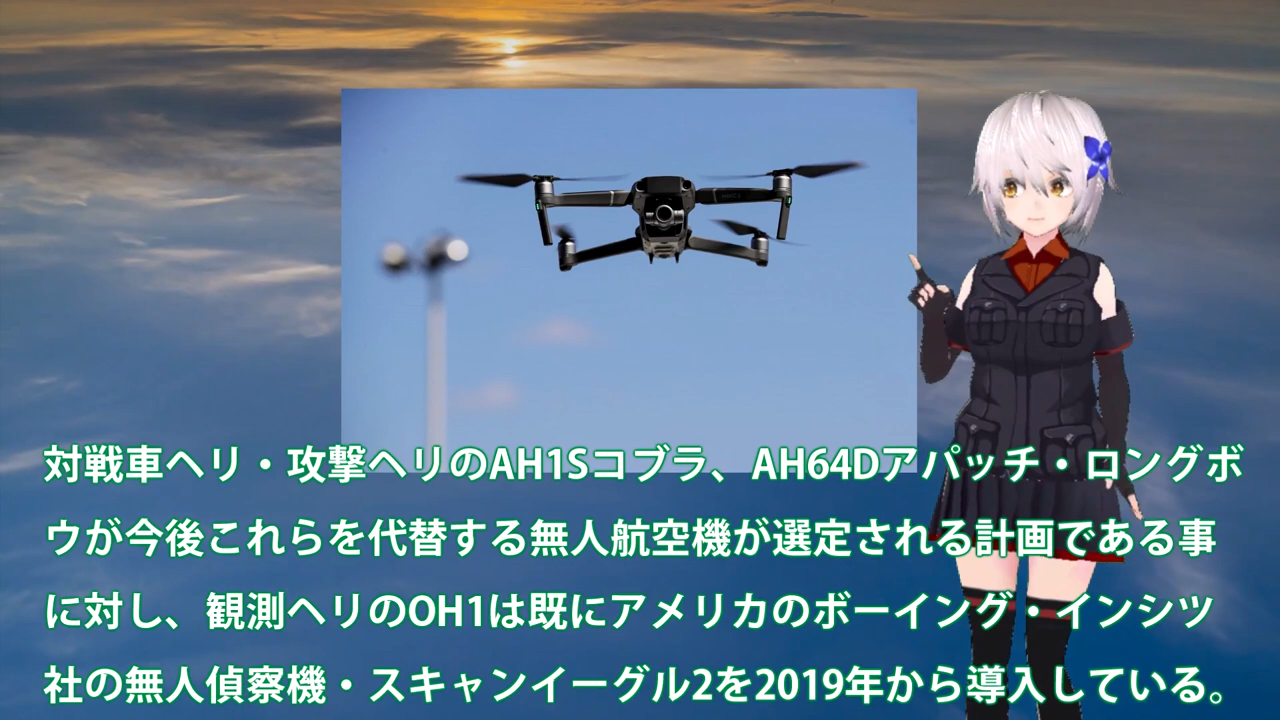 対戦車ヘリ・攻撃ヘリのAH1Sコブラ、AH64Dアパッチ・ロングボ
ウが今後これらを代替する無人航空機が選定される計画である事
に対し、観測ヘリのOH1は既にアメリカのボーイング・インシツ
社の無人偵察機・スキャンイーグル2を2019年から導入している。